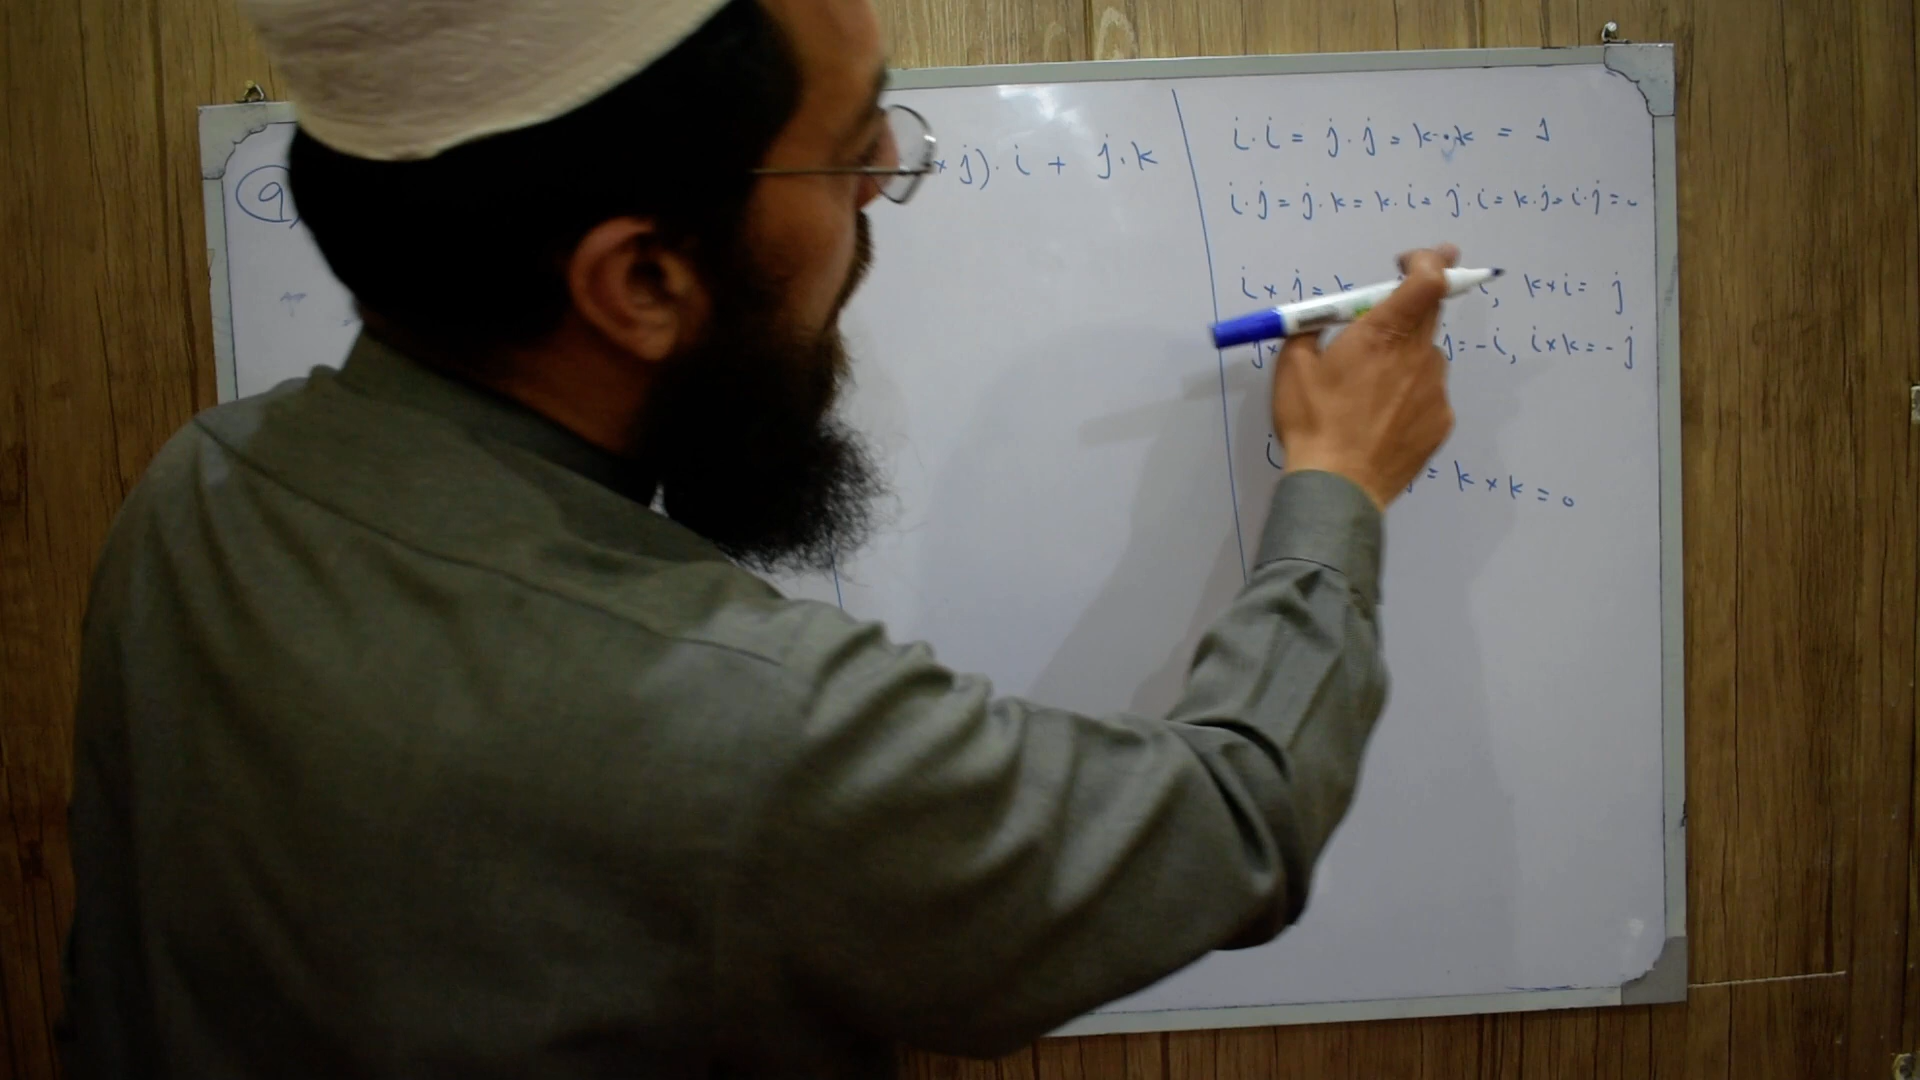 9
× j). i + j. k
i. i = j. j = k. k = 1
i. j = j. k = k. i = j. i = k. j = i. j = 0
i × j = k i, k × i = j
j × j = - i, i × k = - j
i = k × k = 0